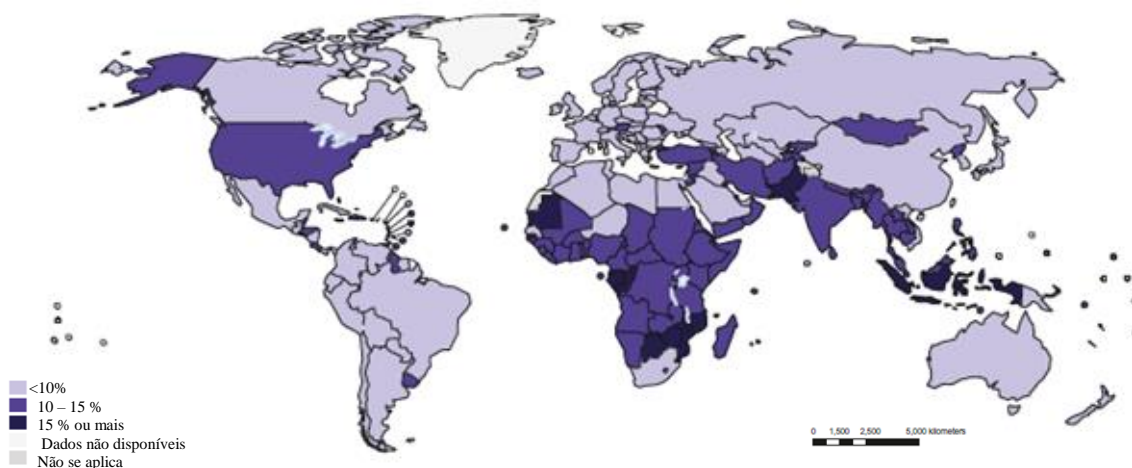 <10%
10 – 15 %
15 % ou mais
Dados não disponíveis
Não se aplica
0 1,500 2,500 5,000 kilometers